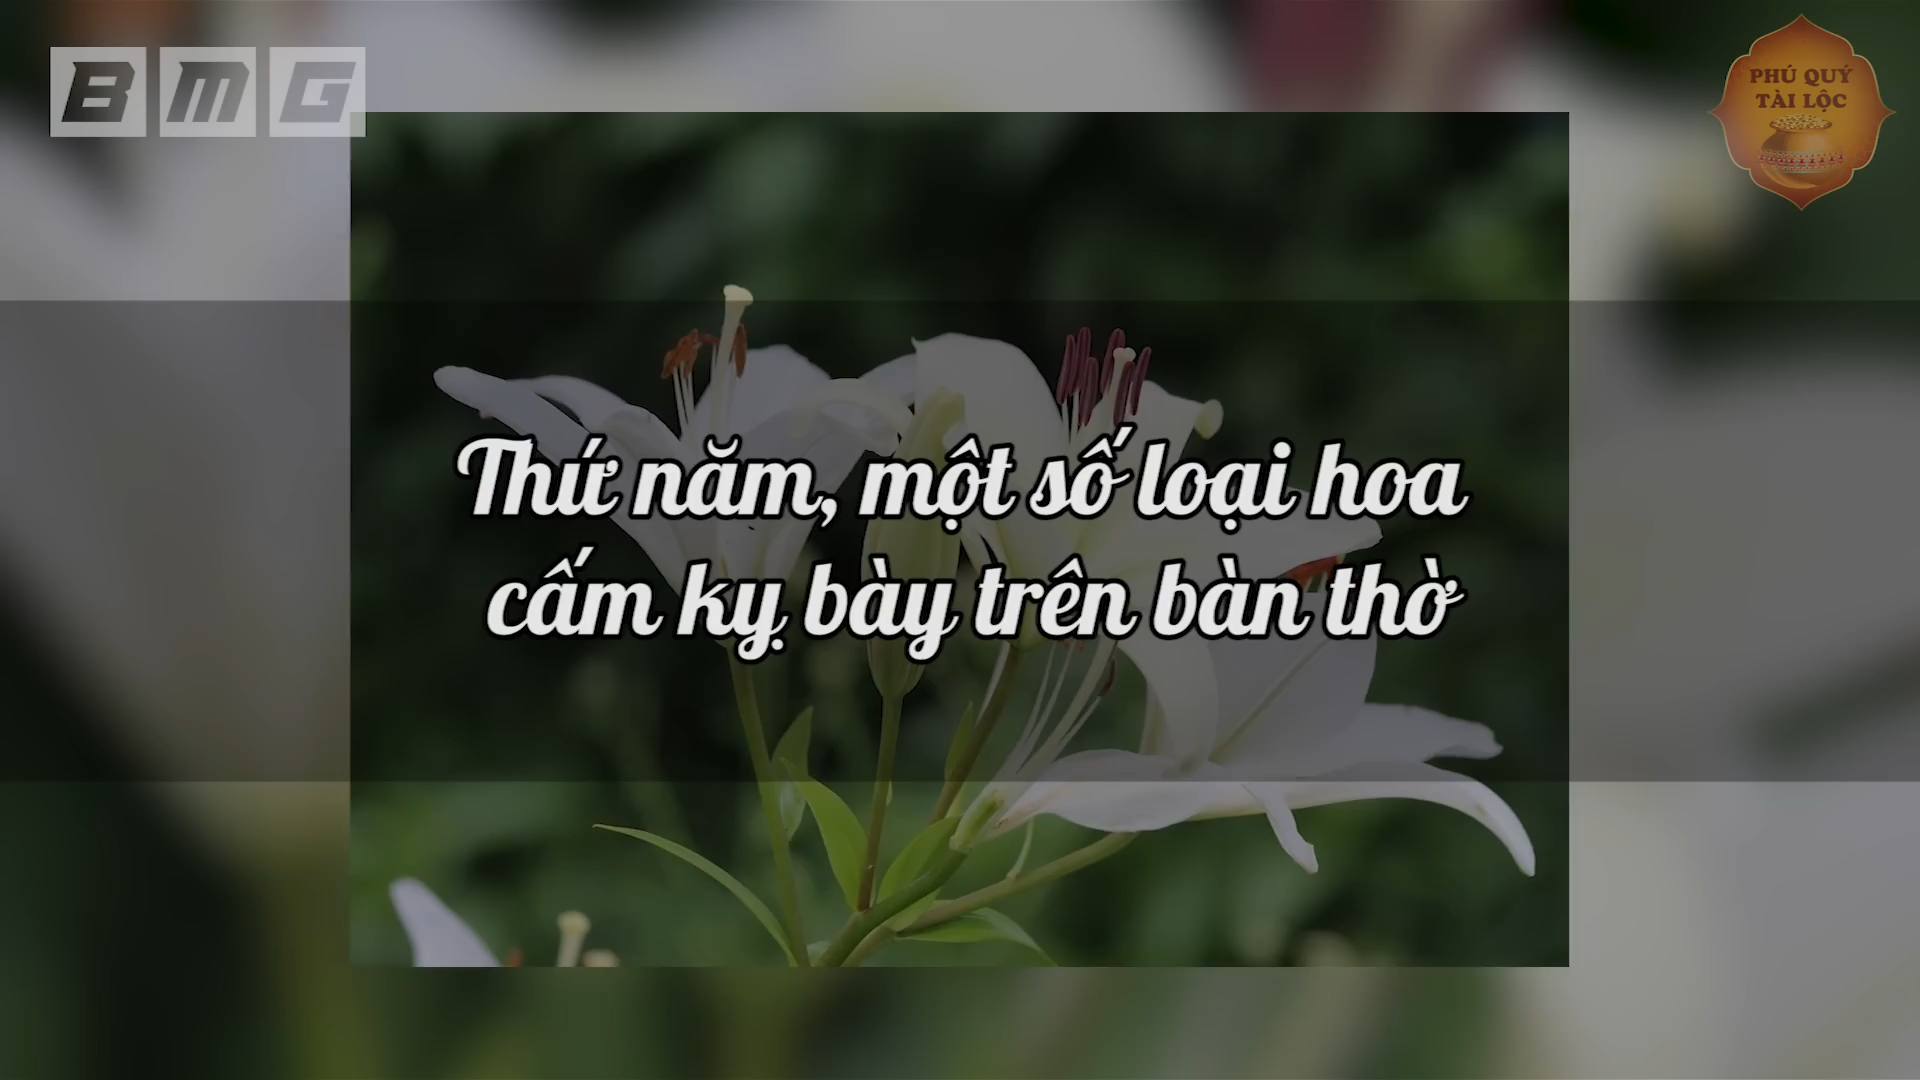 BMG
PHÚ QUÝ
TÀI LỘC
Thứ năm, một số loại hoa
cấm kỵ bày trên bàn thờ